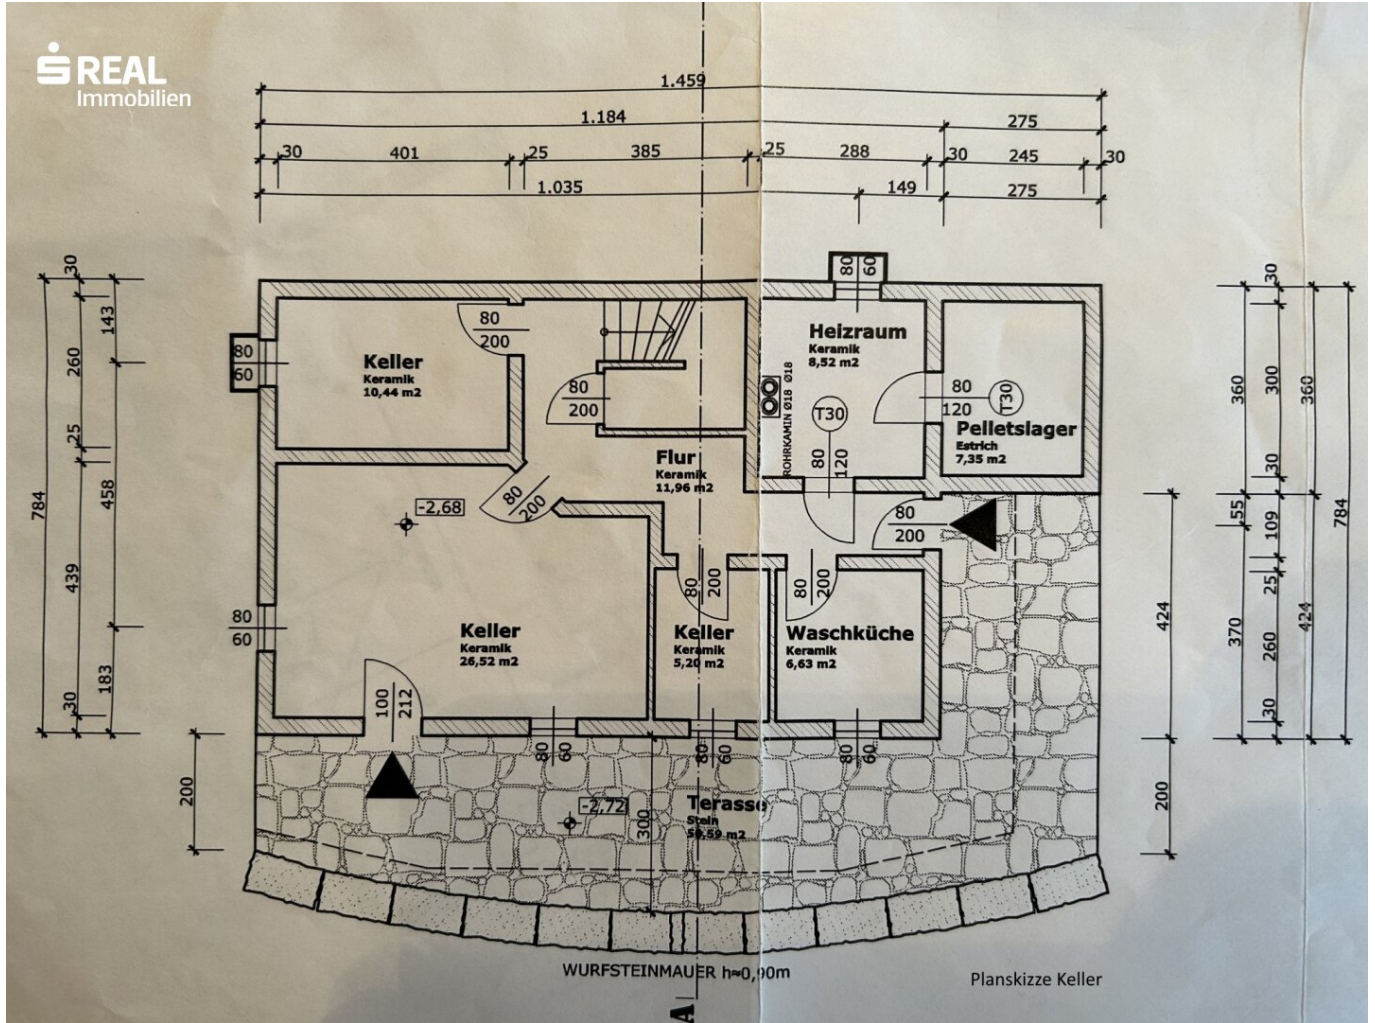 S REAL
Immobilien
1.459
1.184
275
30
401
25
385
25
288
30
245
30
1.035
149
275
30
143
260
25
458
784
439
183
30
200
80
60
80
60
80
60
Keller
Keramik
10,44 m2
80
200
80
200
Heizraum
Keramik
8,52 m2
ROHRKAMIN Ø18 Ø18
T30
80
120
80
120
T30
Pelletslager
Estrich
7,35 m2
Flur
Keramik
11,96 m2
80
200
-2,68
80
200
80
200
80
200
Keller
Keramik
26,52 m2
Keller
Keramik
5,20 m2
Waschküche
Keramik
6,63 m2
100
212
80
60
80
60
80
60
-2,72
300
Terasse
Stein
m2
30
360
300
360
30
55
109
784
424
25
370
260
424
30
200
WURFSTEINMAUER h≈0,90m
Planskizze Keller
A